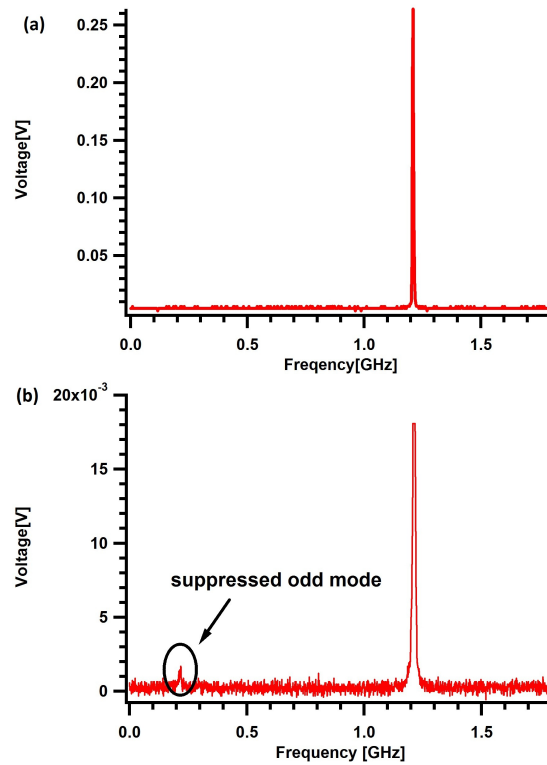 (a)
0.25
0.20
0.15
0.10
0.05
Voltage[V]
0.0 0.5 1.0 1.5
Freqency[GHz]
(b)
20x10-3
15
10
5
0
Voltage[V]
suppressed odd mode
0.0 0.5 1.0 1.5
Frequency [GHz]